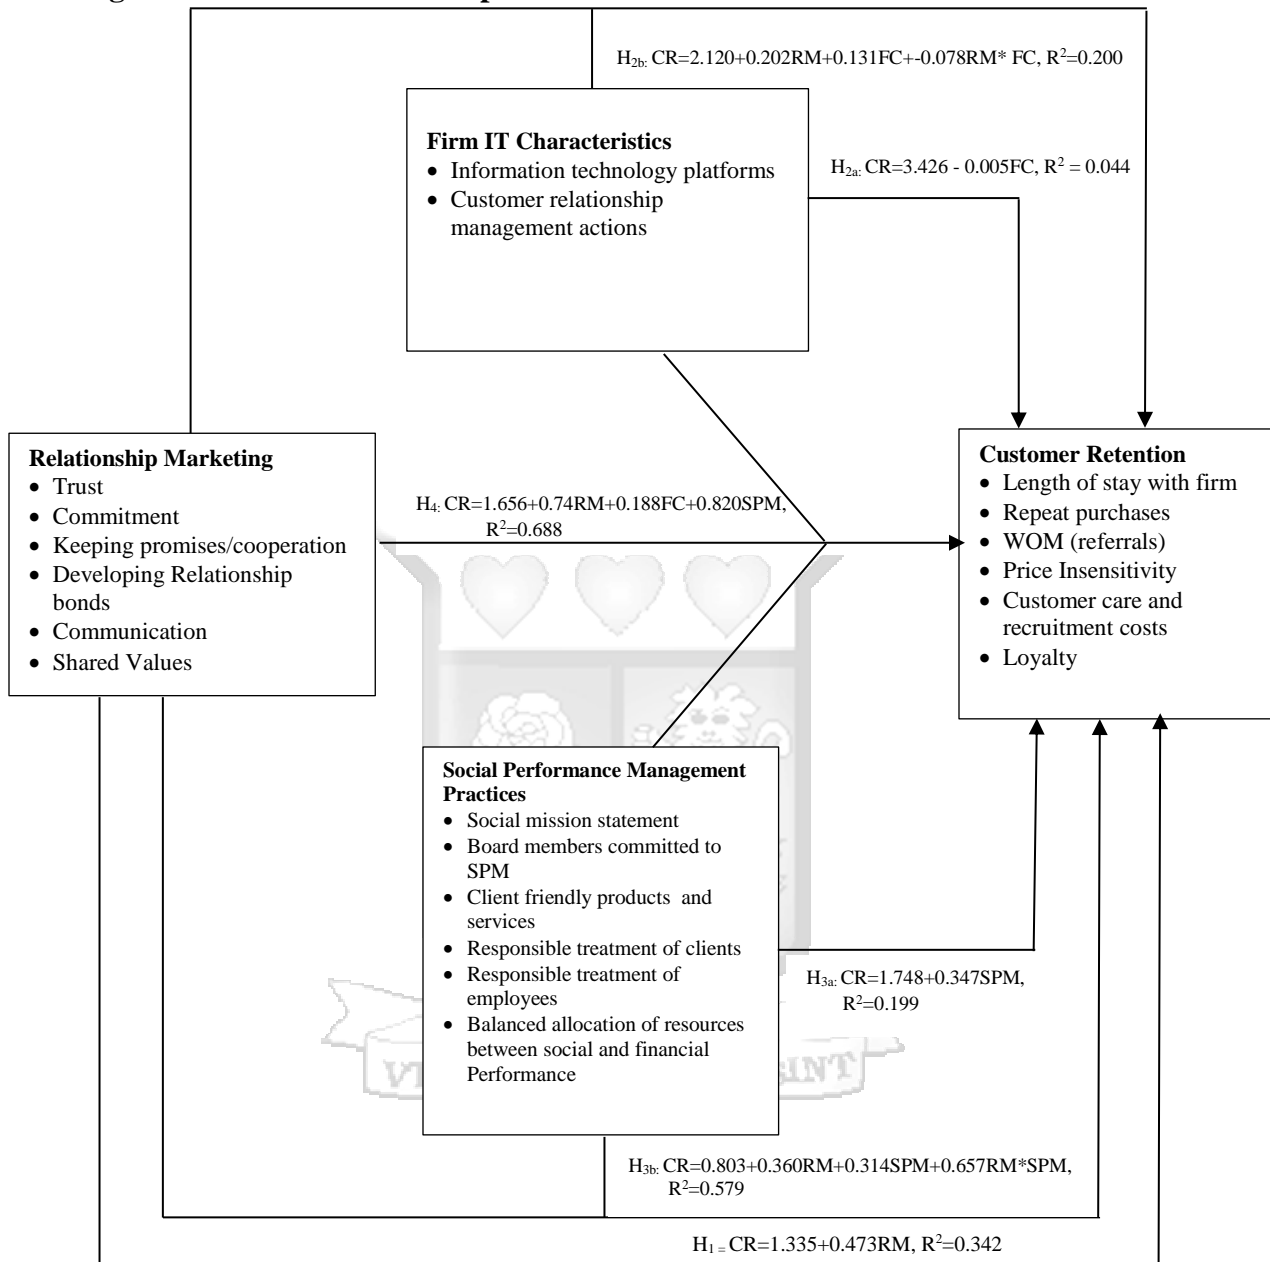 H2b: CR=2.120+0.202RM+0.131FC+-0.078RM* FC, R²=0.200
Firm IT Characteristics
• Information technology platforms
• Customer relationship
management actions
H2a: CR=3.426 - 0.005FC, R² = 0.044
Relationship Marketing
• Trust
• Commitment
• Keeping promises/cooperation
• Developing Relationship
bonds
• Communication
• Shared Values
H4: CR=1.656+0.74RM+0.188FC+0.820SPM,
R²=0.688
Customer Retention
• Length of stay with firm
• Repeat purchases
• WOM (referrals)
• Price Insensitivity
• Customer care and
recruitment costs
• Loyalty
Social Performance Management
Practices
• Social mission statement
• Board members committed to
SPM
• Client friendly products and
services
• Responsible treatment of clients
• Responsible treatment of
employees
• Balanced allocation of resources
between social and financial
Performance
H3a: CR=1.748+0.347SPM,
R²=0.199
H3b: CR=0.803+0.360RM+0.314SPM+0.657RM*SPM,
R²=0.579
H1 = CR=1.335+0.473RM, R²=0.342